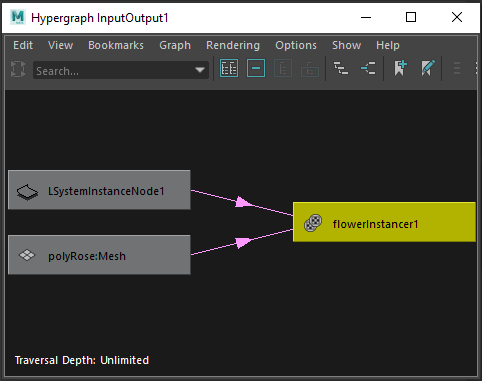 M
Hypergraph InputOutput1
Edit View Bookmarks Graph Rendering Options Show Help
Search...
LSystemInstanceNode1
flowerInstancer1
polyRose:Mesh
Traversal Depth: Unlimited